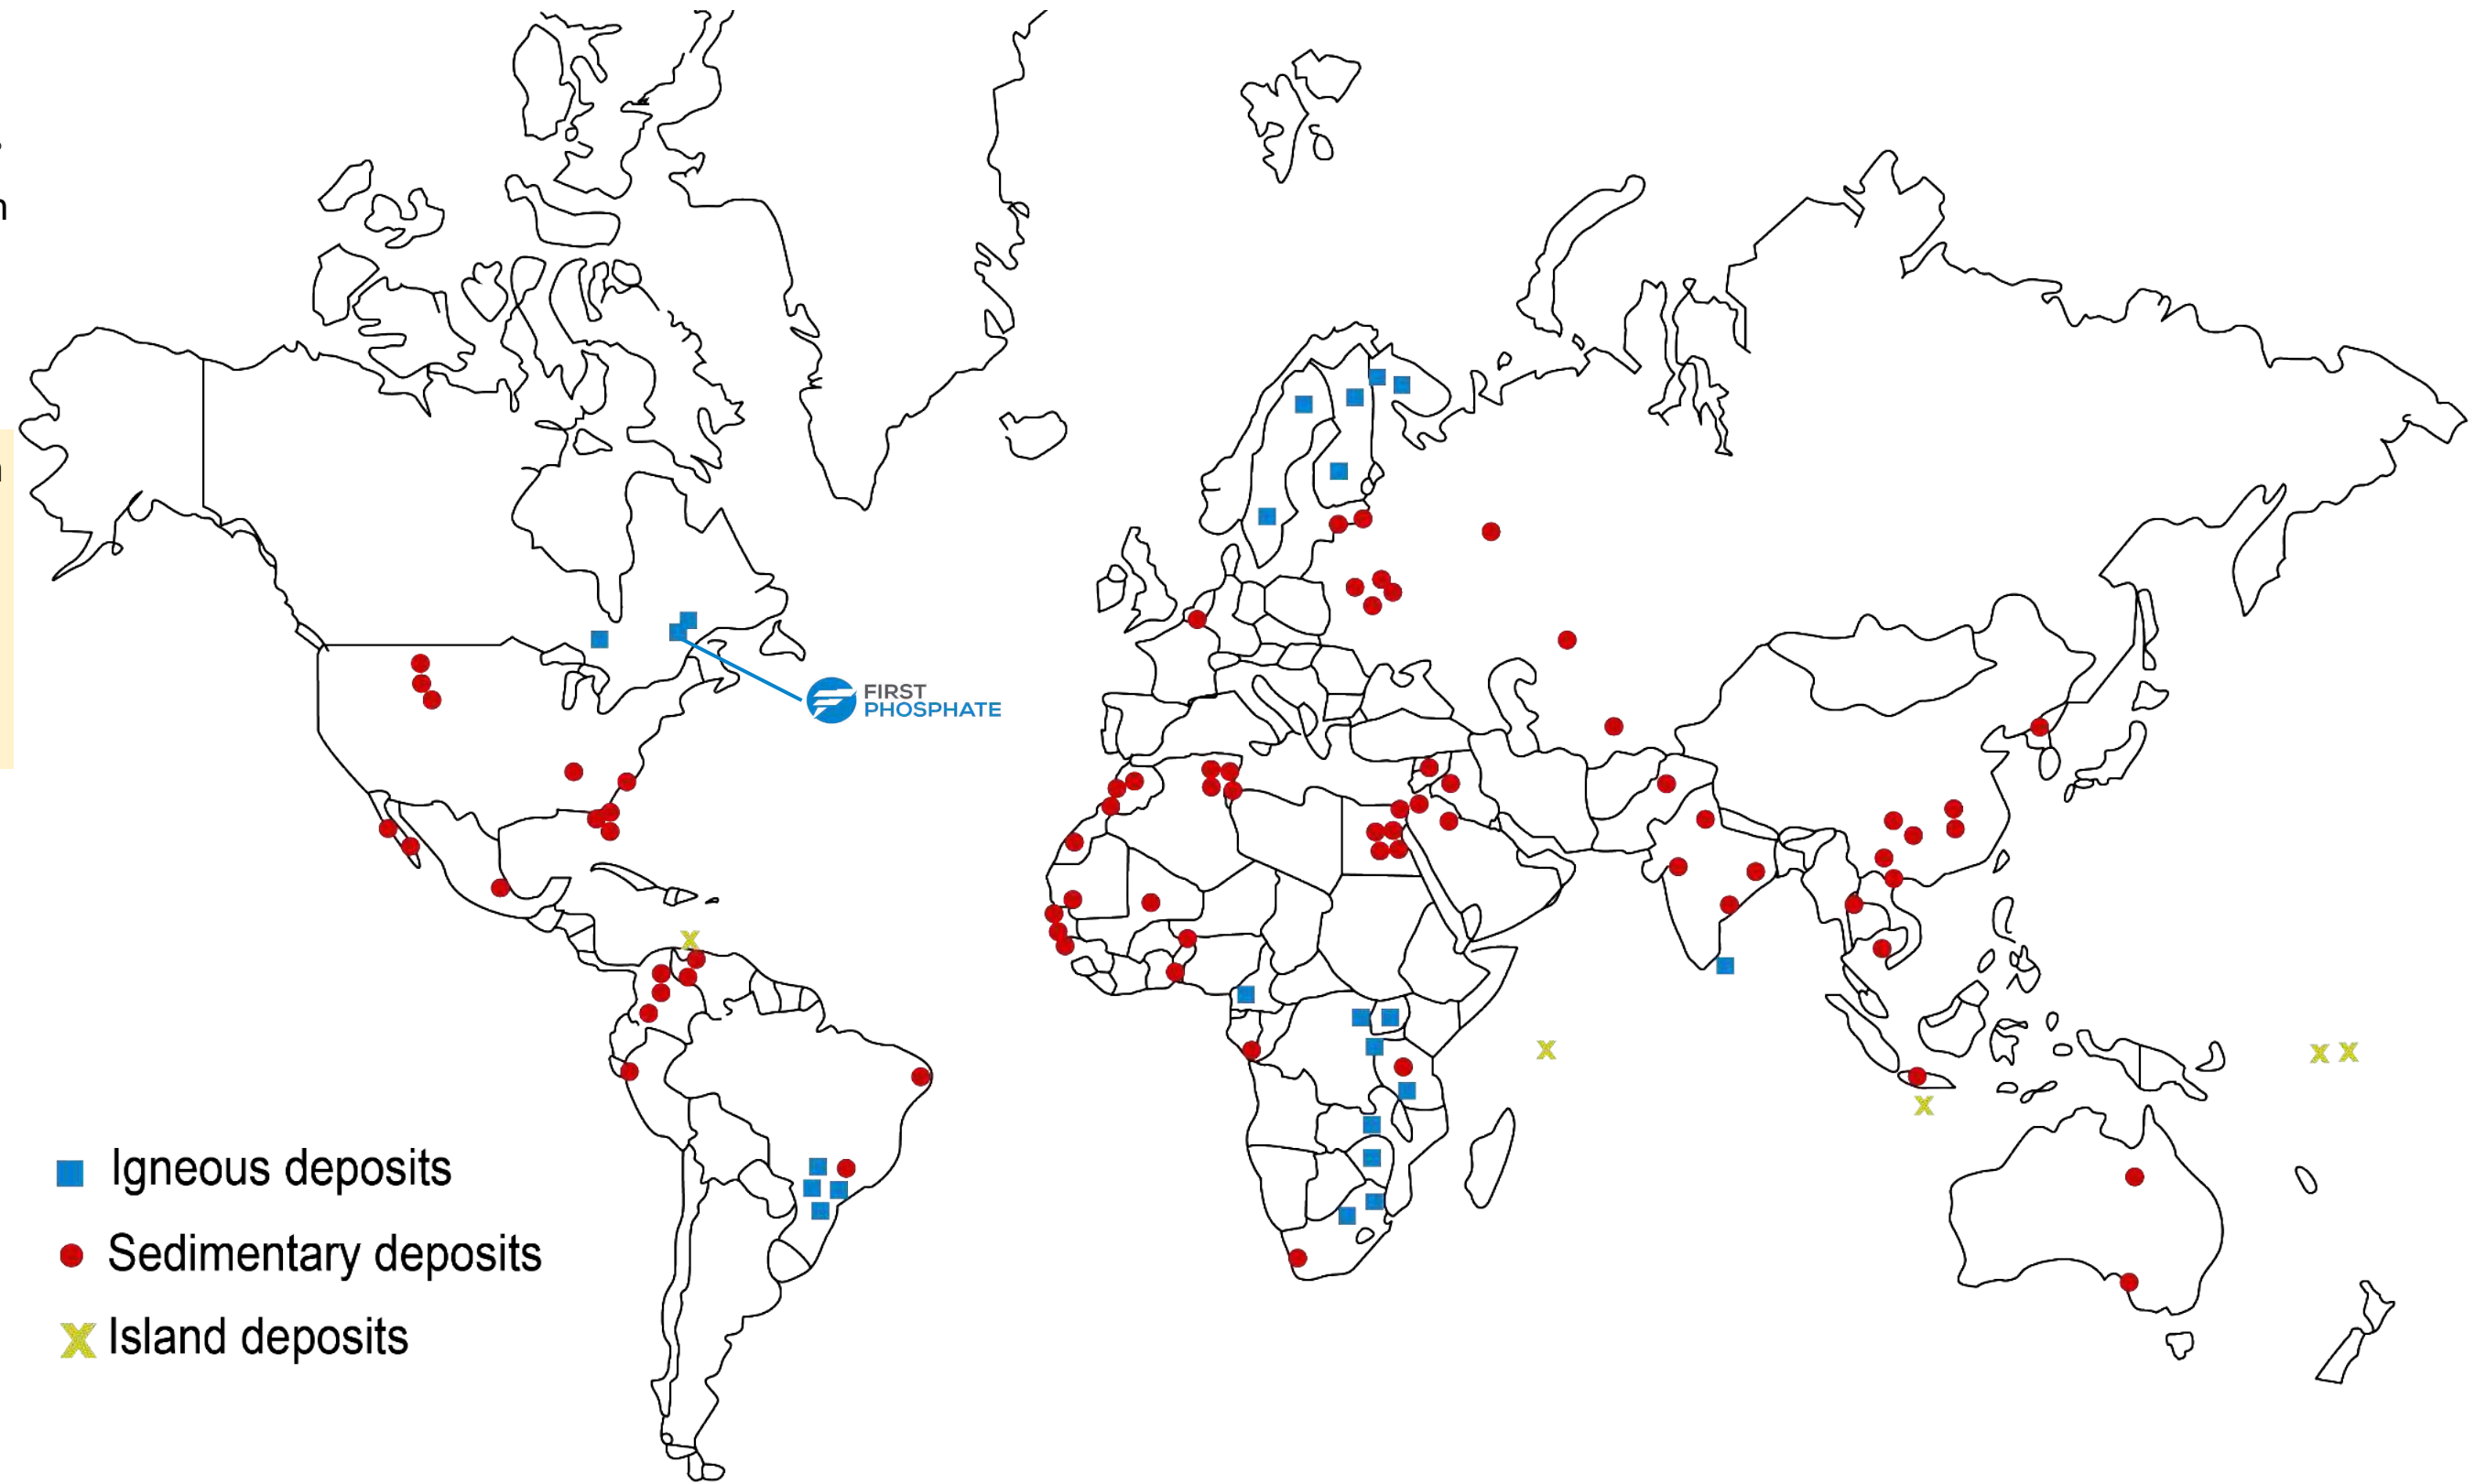 n
FIRST
PHOSPHATE
Igneous deposits
Sedimentary deposits
Island deposits